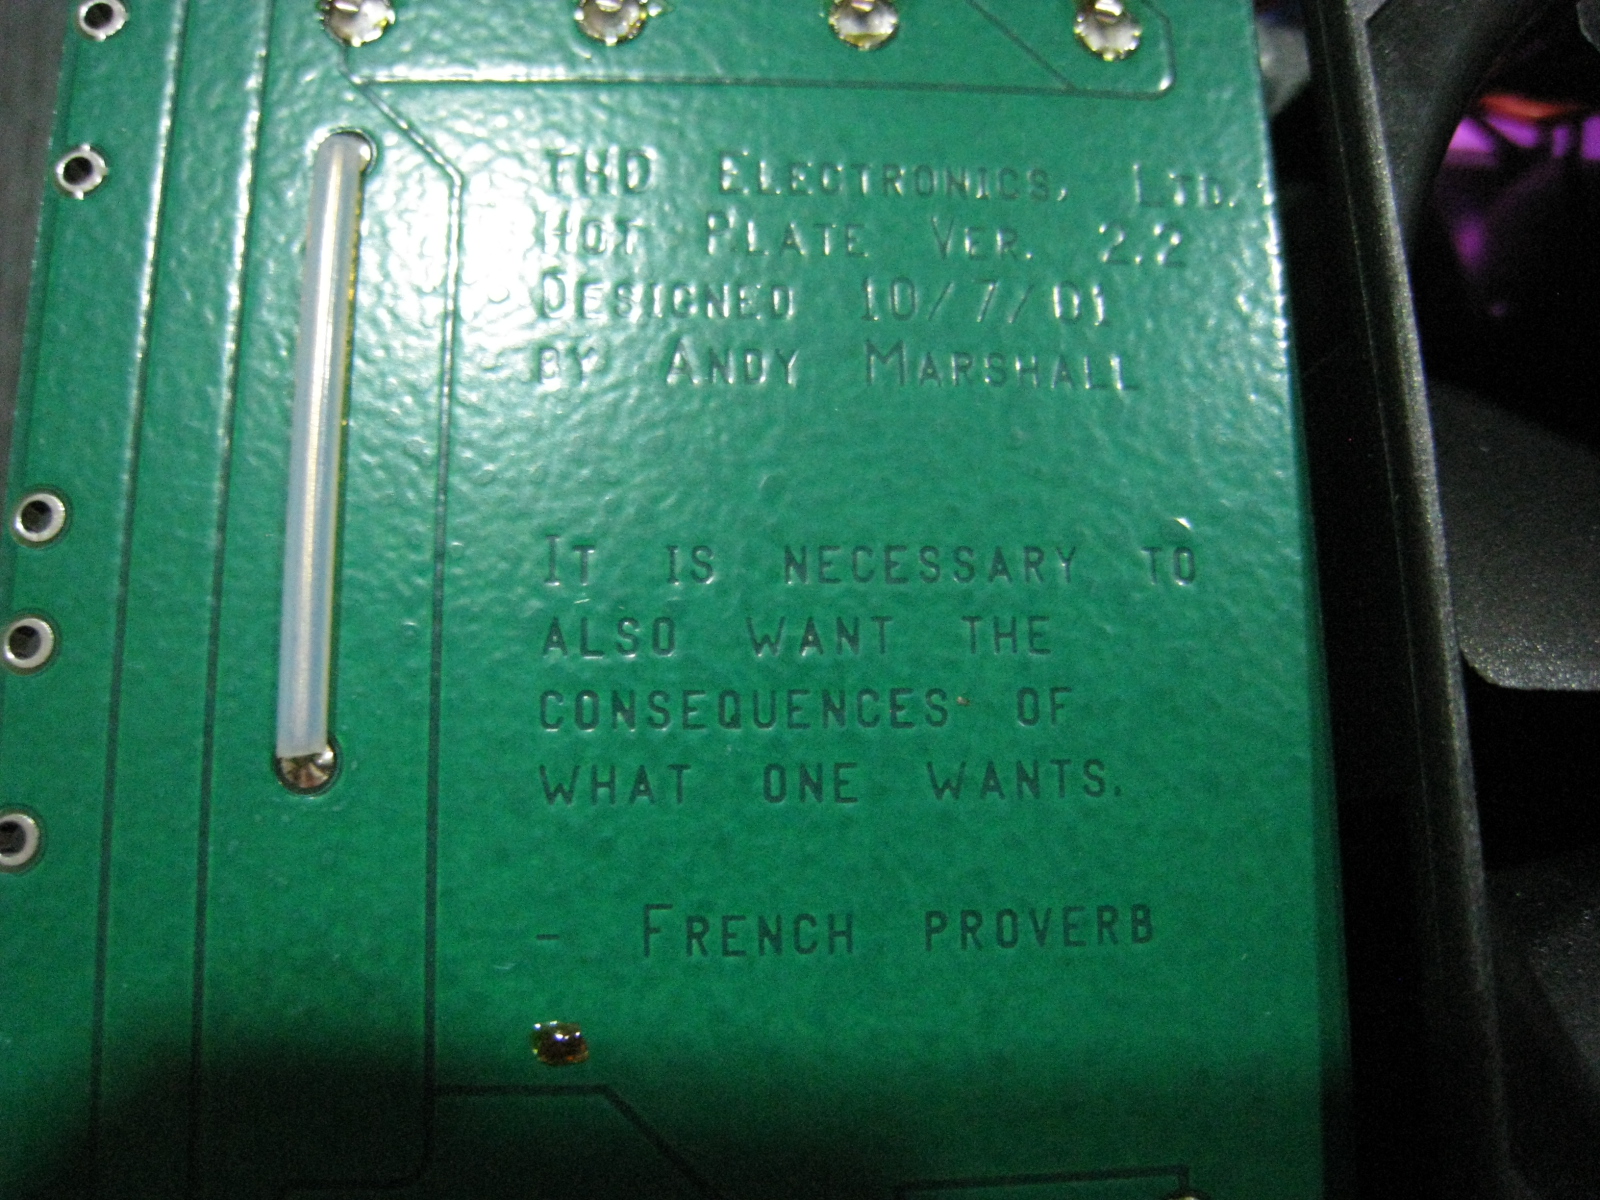 THD Electronics, Ltd.
Hot Plate Ver. 2.2
Designed 10/7/01
by Andy Marshall
It is necessary to
also want the
consequences of
what one wants.
- French proverb